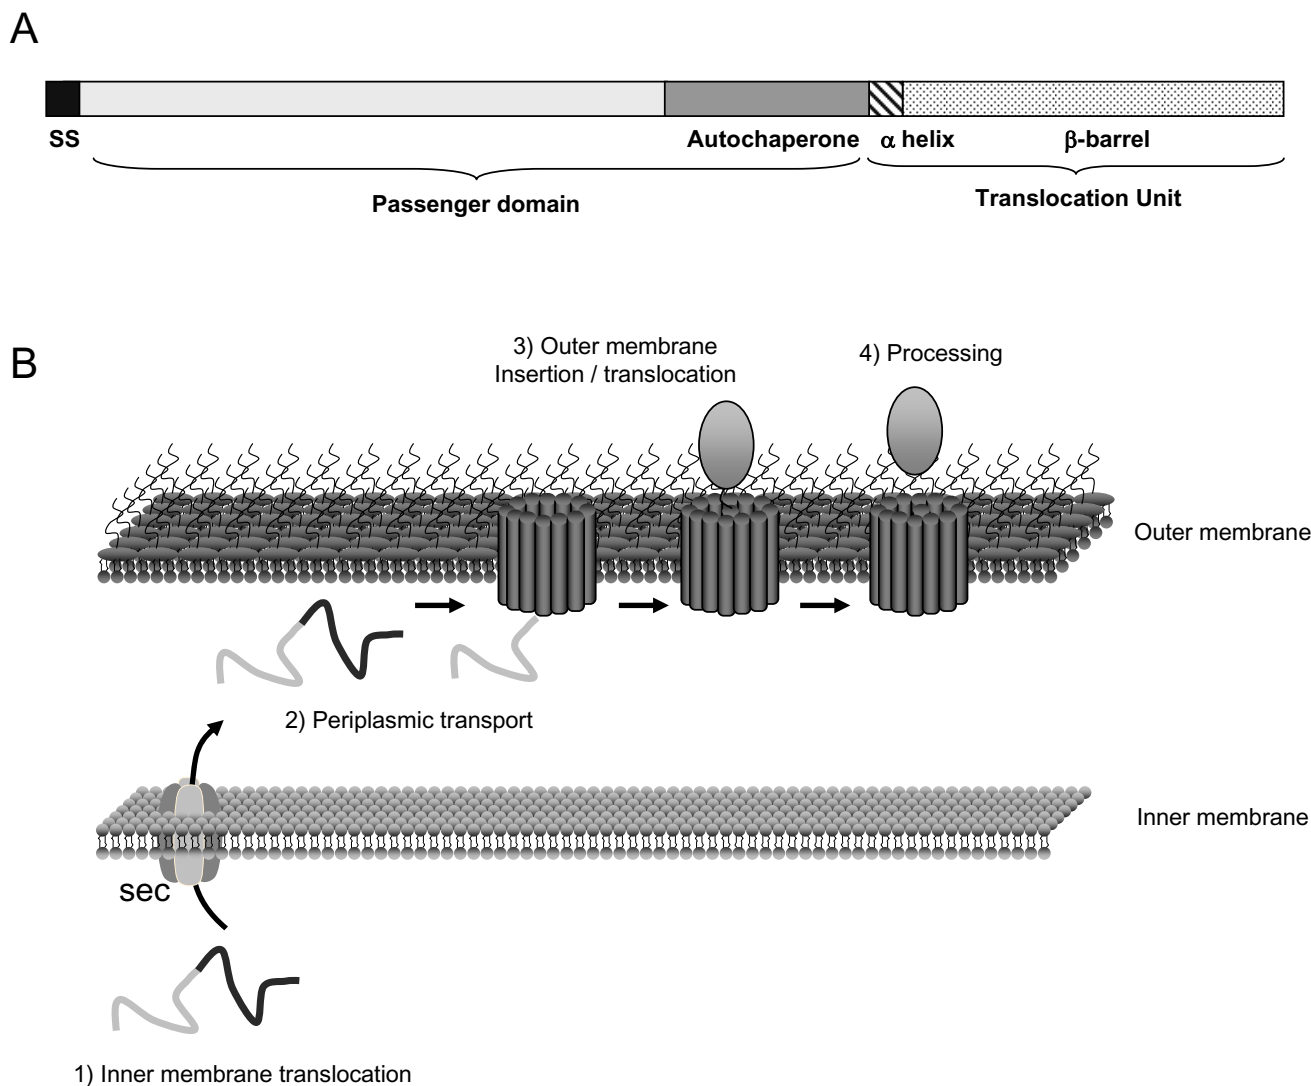 A
SS
Autochaperone
α helix
β-barrel
Passenger domain
Translocation Unit
B
3) Outer membrane
Insertion / translocation
4) Processing
Outer membrane
2) Periplasmic transport
Inner membrane
sec
1) Inner membrane translocation